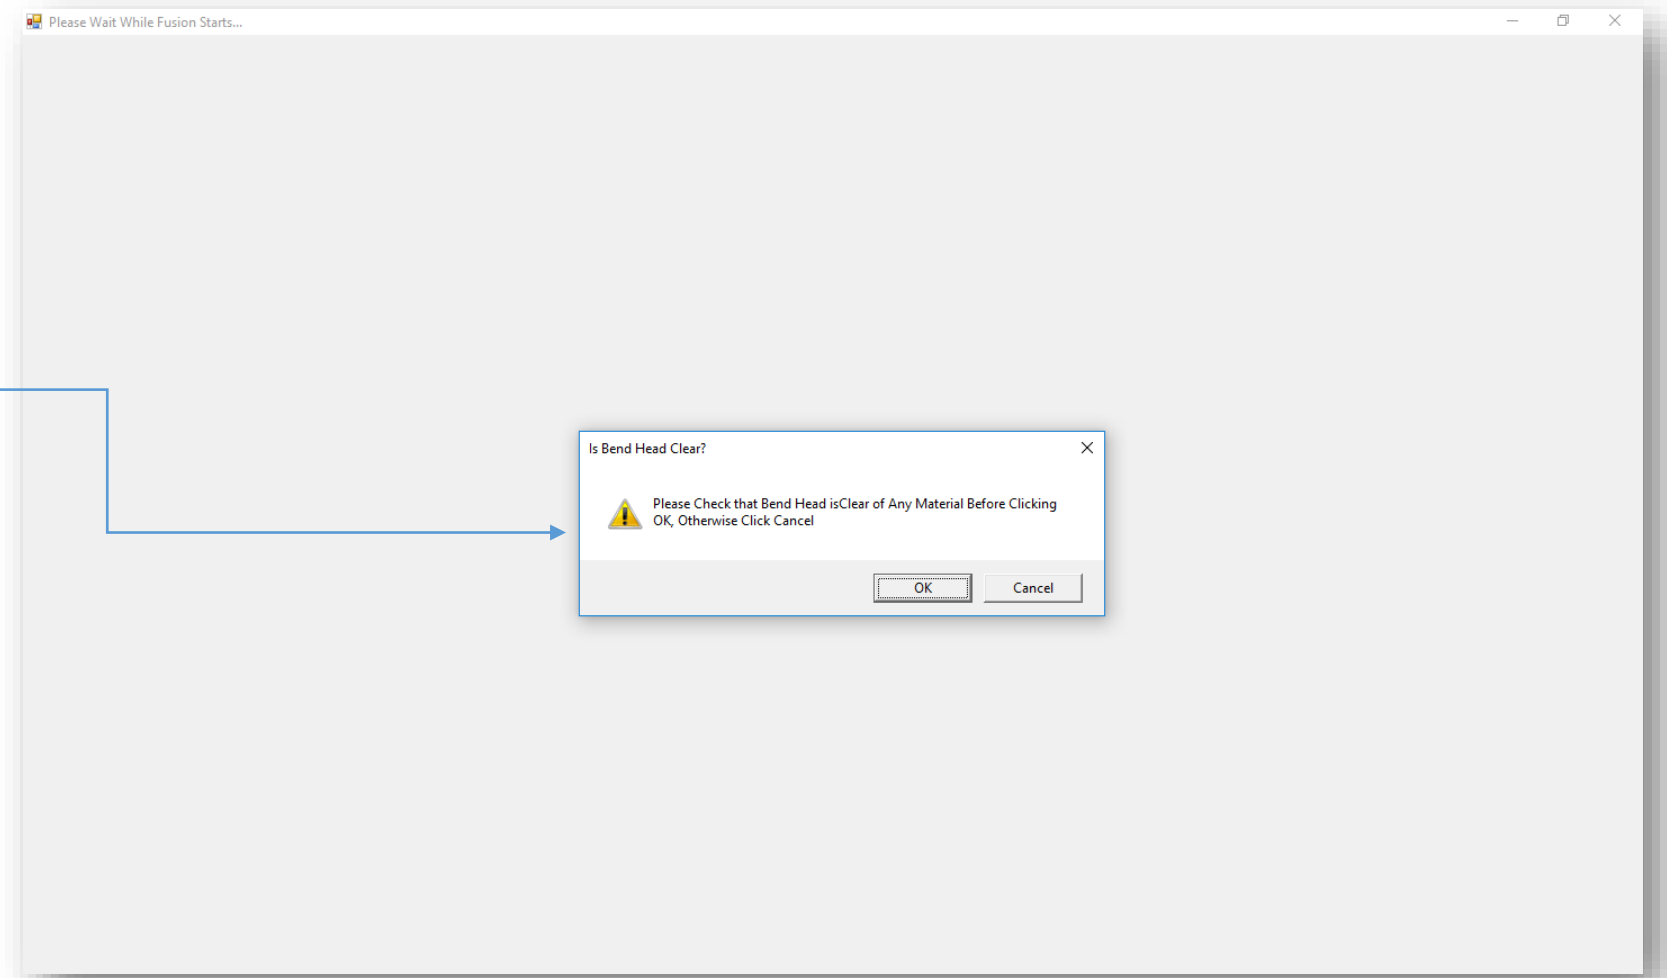 Please Wait While Fusion Starts...
Is Bend Head Clear?
Please Check that Bend Head isClear of Any Material Before Clicking
OK, Otherwise Click Cancel
OK
Cancel